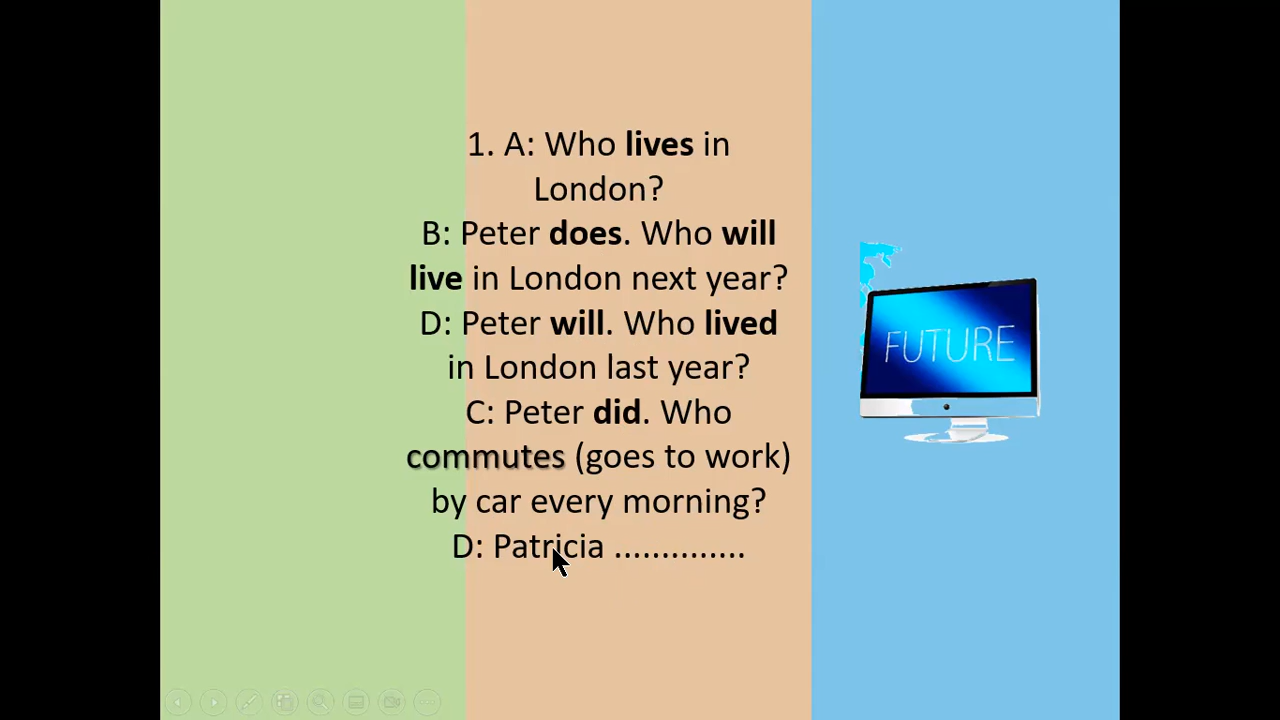 1. A: Who lives in
London?
B: Peter does. Who will
live in London next year?
D: Peter will. Who lived
in London last year?
C: Peter did. Who
commutes (goes to work)
by car every morning?
D: Patricia ..............
FUTURE